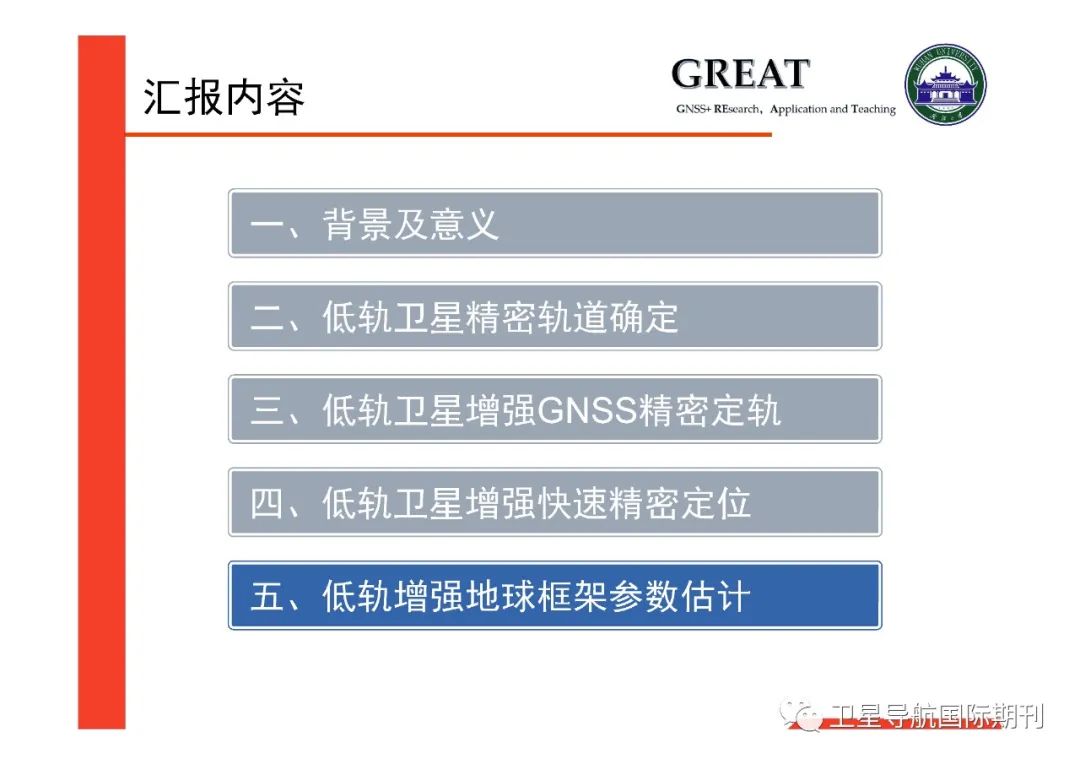 汇报内容
GREAT
GNSS+ REsearch, Application and Teaching
WUHAN UNIVERSITY
一、背景及意义
二、低轨卫星精密轨道确定
三、低轨卫星增强GNSS精密定轨
四、低轨卫星增强快速精密定位
五、低轨增强地球框架参数估计
卫星导航国际期刊